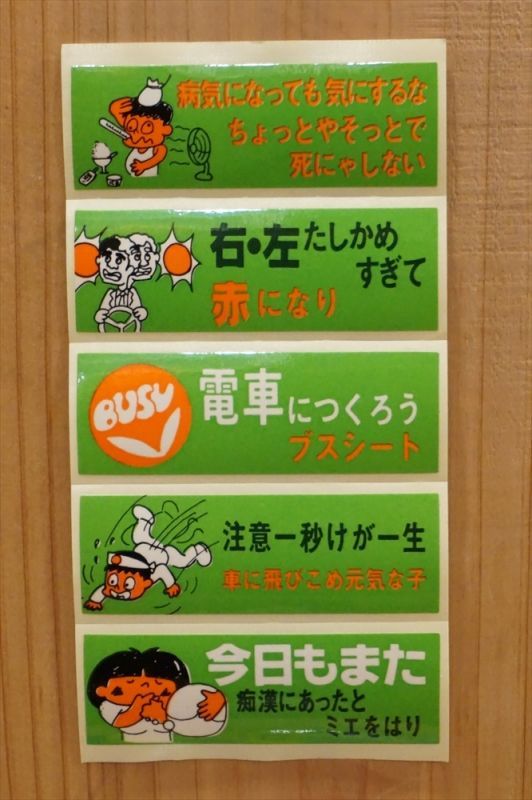 病気になっても気にするな
ちょっとやそっとで
死にゃしない
右・左たしかめ
すぎて
赤になり
BUSU
電車につくろう
ブスシート
注意一秒けが一生
車に飛びこめ元気な子
今日もまた
痴漢にあったと
ミエをはり